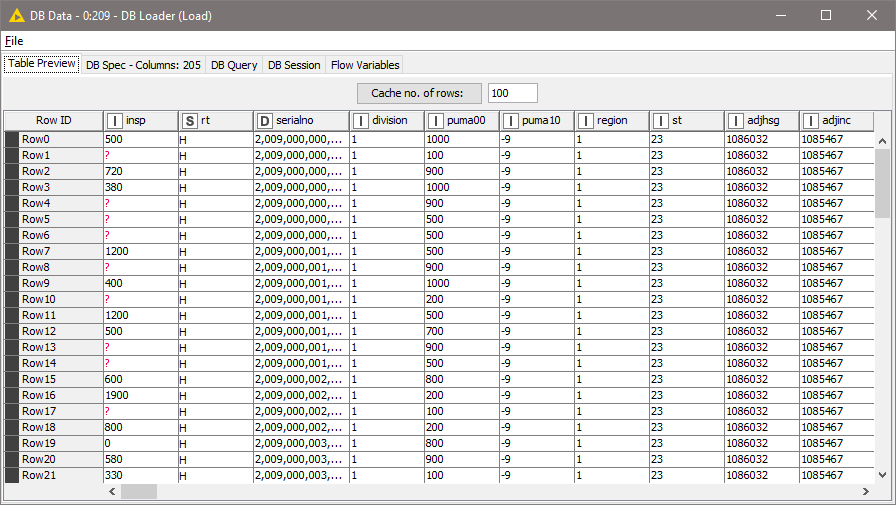 DB Data - 0:209 - DB Loader (Load)
File
Table Preview DB Spec - Columns: 205 DB Query DB Session Flow Variables
Cache no. of rows: 100
Row ID I insp S rt D serialno I division I puma00 I puma10 I region I st I adjhsg I adjinc
Row0 500 H 2,009,000,000,... 1 1000 -9 1 23 1086032 1085467
Row1 ? H 2,009,000,000,... 1 100 -9 1 23 1086032 1085467
Row2 720 H 2,009,000,000,... 1 900 -9 1 23 1086032 1085467
Row3 380 H 2,009,000,000,... 1 1000 -9 1 23 1086032 1085467
Row4 ? H 2,009,000,000,... 1 900 -9 1 23 1086032 1085467
Row5 ? H 2,009,000,000,... 1 500 -9 1 23 1086032 1085467
Row6 ? H 2,009,000,000,... 1 500 -9 1 23 1086032 1085467
Row7 1200 H 2,009,000,001,... 1 500 -9 1 23 1086032 1085467
Row8 ? H 2,009,000,001,... 1 900 -9 1 23 1086032 1085467
Row9 400 H 2,009,000,001,... 1 1000 -9 1 23 1086032 1085467
Row10 ? H 2,009,000,001,... 1 200 -9 1 23 1086032 1085467
Row11 1200 H 2,009,000,001,... 1 500 -9 1 23 1086032 1085467
Row12 500 H 2,009,000,001,... 1 700 -9 1 23 1086032 1085467
Row13 ? H 2,009,000,001,... 1 900 -9 1 23 1086032 1085467
Row14 ? H 2,009,000,001,... 1 500 -9 1 23 1086032 1085467
Row15 600 H 2,009,000,002,... 1 800 -9 1 23 1086032 1085467
Row16 1900 H 2,009,000,002,... 1 200 -9 1 23 1086032 1085467
Row17 ? H 2,009,000,002,... 1 100 -9 1 23 1086032 1085467
Row18 800 H 2,009,000,002,... 1 200 -9 1 23 1086032 1085467
Row19 0 H 2,009,000,003,... 1 800 -9 1 23 1086032 1085467
Row20 580 H 2,009,000,003,... 1 900 -9 1 23 1086032 1085467
Row21 330 H 2,009,000,003,... 1 100 -9 1 23 1086032 1085467